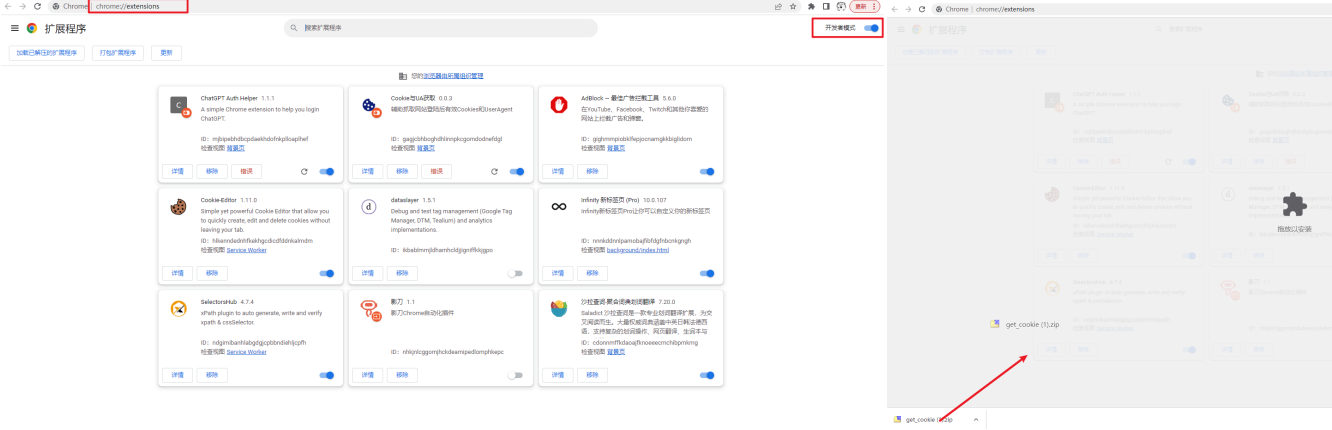 Chrome | chrome://extensions
更新
扩展程序
搜索扩展程序
开发者模式
加载已解压的扩展程序
打包扩展程序
更新
您的浏览器由所属组织管理
ChatGPT Auth Helper 1.1.1
A simple Chrome extension to help you login
ChatGPT.
ID: mjbipebhdbcpdaekhdofnkplloaplhef
检查视图 背景页
详情
移除
错误
Cookie与UA获取 0.0.3
辅助抓取网站登陆后有效Cookies和UserAgent
检查视图 背景页
详情
移除
错误
AdBlock — 最佳广告拦截工具 5.6.0
在YouTube、Facebook、Twitch和其他你喜爱的
网站上拦截广告和弹窗。
ID: gighmmpiobklfepjocnamgkkbiglidom
检查视图 背景页
详情
移除
Cookie-Editor 1.11.0
Simple yet powerful Cookie Editor that allow you
to quickly create, edit and delete cookies without
leaving your tab.
ID: hlkenndednhfkekhgcdicdfddnkalmdm
检查视图 Service Worker
详情
移除
dataslayer 1.5.1
Debug and test tag management (Google Tag
Manager, DTM, Tealium) and analytics
implementations.
ID: ikbablmmjldhamhcldjjigniffkkjgpo
详情
移除
Infinity 新标签页 (Pro) 10.0.107
Infinity新标签页Pro让你可以自定义你的新标签页
ID: nnnkddnnlpamobajfibfdgfnbcnkgngh
检查视图 background/index.html
详情
移除
SelectorsHub 4.7.4
xPath plugin to auto generate, write and verify
xpath & cssSelector.
ID: ndgimibanhlabgdgjcpbbndiehljcpfh
检查视图 Service Worker
详情
移除
影刀 1.1
影刀Chrome自动化插件
ID: nhkjnlcggomjhckdeamipedlomphkepc
详情
移除
沙拉查词-聚合词典划词翻译 7.20.0
Saladict 沙拉查词是一款专业划词翻译扩展，为交
叉阅读而生。大量权威词典涵盖中英日韩法德西
语，支持复杂的划词操作、网页翻译、生词本与
ID: cdonnmffkdaoajfknoeeecmchibpmkmg
检查视图 背景页
详情
移除
Chrome | chrome://extensions
扩展程序
拖放以安装
get_cookie (1).zip
get_cookie (1).zip